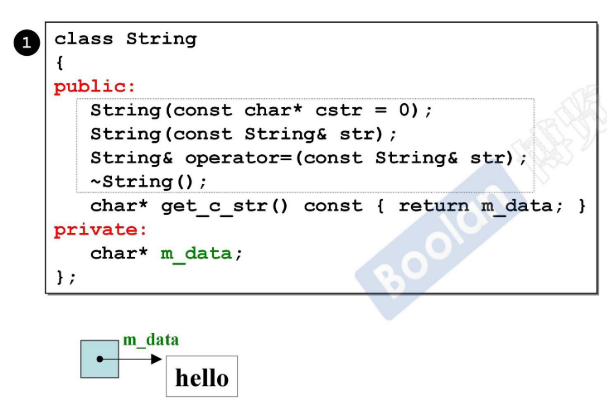 1
class String
{
public:
String(const char* cstr = 0);
String(const String& str);
String& operator=(const String& str);
~String();
char* get_c_str() const { return m_data; }
private:
char* m_data;
};
Boolan 博览
m_data
hello